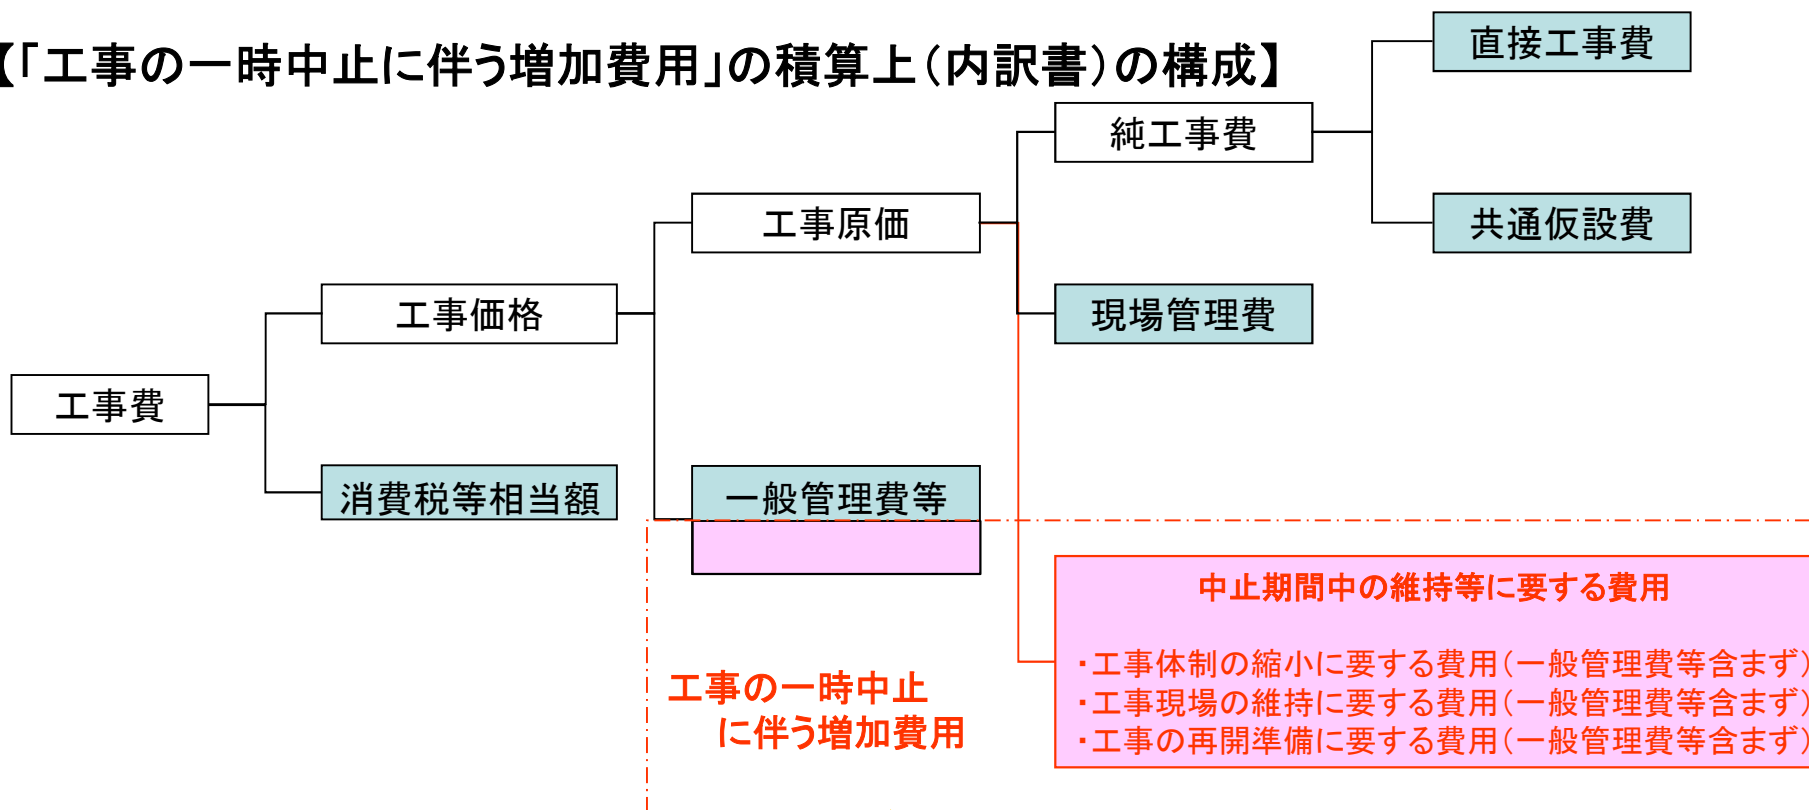 【「工事の一時中止に伴う増加費用」の積算上(内訳書)の構成】
直接工事費
純工事費
工事原価
共通仮設費
工事価格
現場管理費
工事費
消費税等相当額
一般管理費等
中止期間中の維持等に要する費用
・工事体制の縮小に要する費用(一般管理費等含まず)
・工事現場の維持に要する費用(一般管理費等含まず)
・工事の再開準備に要する費用(一般管理費等含まず)
工事の一時中止
に伴う増加費用